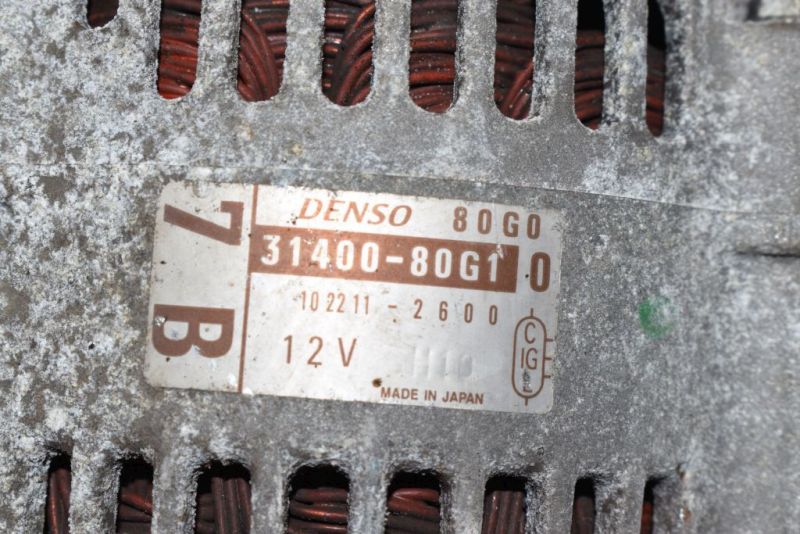 7 B
DENSO 80G0
31400-80G1 0
102211-2600
12V
C
IG
L
MADE IN JAPAN